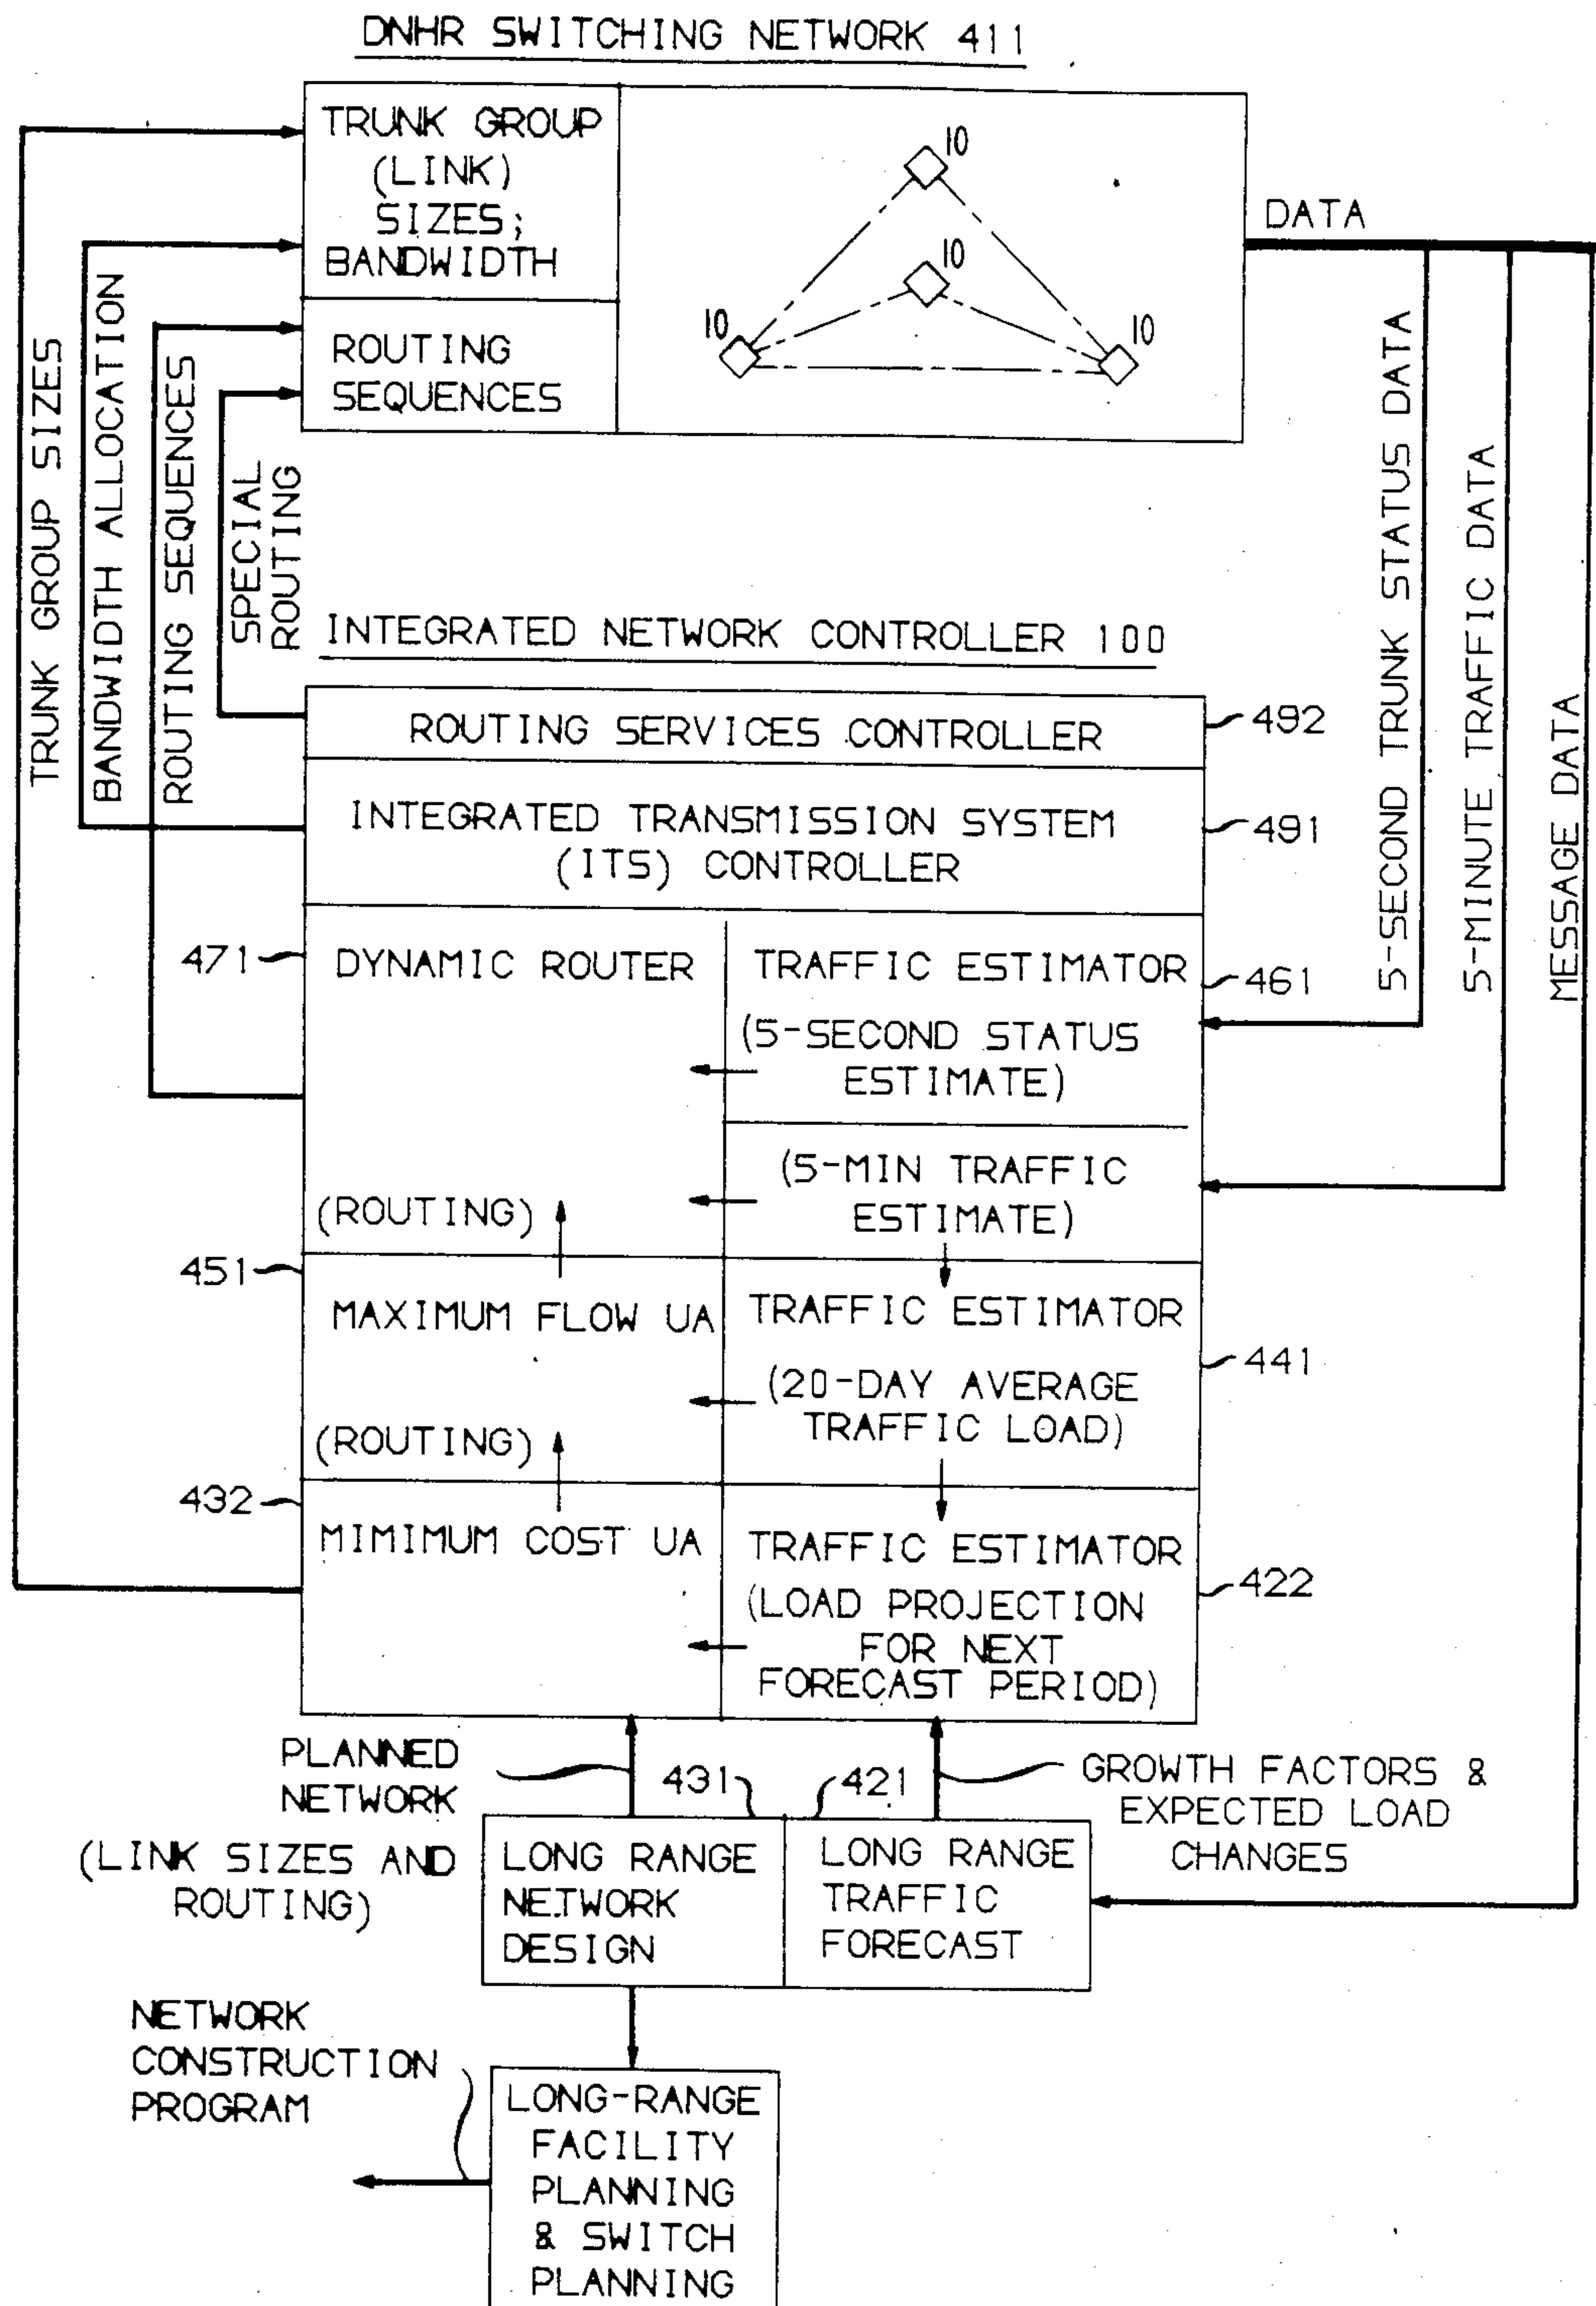 DNHR SWITCHING NETWORK 411
TRUNK GROUP
(LINK)
SIZES;
BANDWIDTH
ROUTING
SEQUENCES
10
10
10
10
DATA
TRUNK GROUP SIZES
BANDWIDTH ALLOCATION
ROUTING SEQUENCES
SPECIAL
ROUTING
5-SECOND TRUNK STATUS DATA
5-MINUTE TRAFFIC DATA
MESSAGE DATA
INTEGRATED NETWORK CONTROLLER 100
ROUTING SERVICES CONTROLLER
492
INTEGRATED TRANSMISSION SYSTEM
(ITS) CONTROLLER
491
471
DYNAMIC ROUTER
(ROUTING)
TRAFFIC ESTIMATOR
461
(5-SECOND STATUS
ESTIMATE)
(5-MIN TRAFFIC
ESTIMATE)
451
MAXIMUM FLOW UA
(ROUTING)
TRAFFIC ESTIMATOR
441
(20-DAY AVERAGE
TRAFFIC LOAD)
432
MIMIMUM COST UA
TRAFFIC ESTIMATOR
422
(LOAD PROJECTION
FOR NEXT
FORECAST PERIOD)
PLANNED
NETWORK
(LINK SIZES AND
ROUTING)
431
421
GROWTH FACTORS &
EXPECTED LOAD
CHANGES
LONG RANGE
NETWORK
DESIGN
LONG RANGE
TRAFFIC
FORECAST
NETWORK
CONSTRUCTION
PROGRAM
LONG-RANGE
FACILITY
PLANNING
& SWITCH
PLANNING